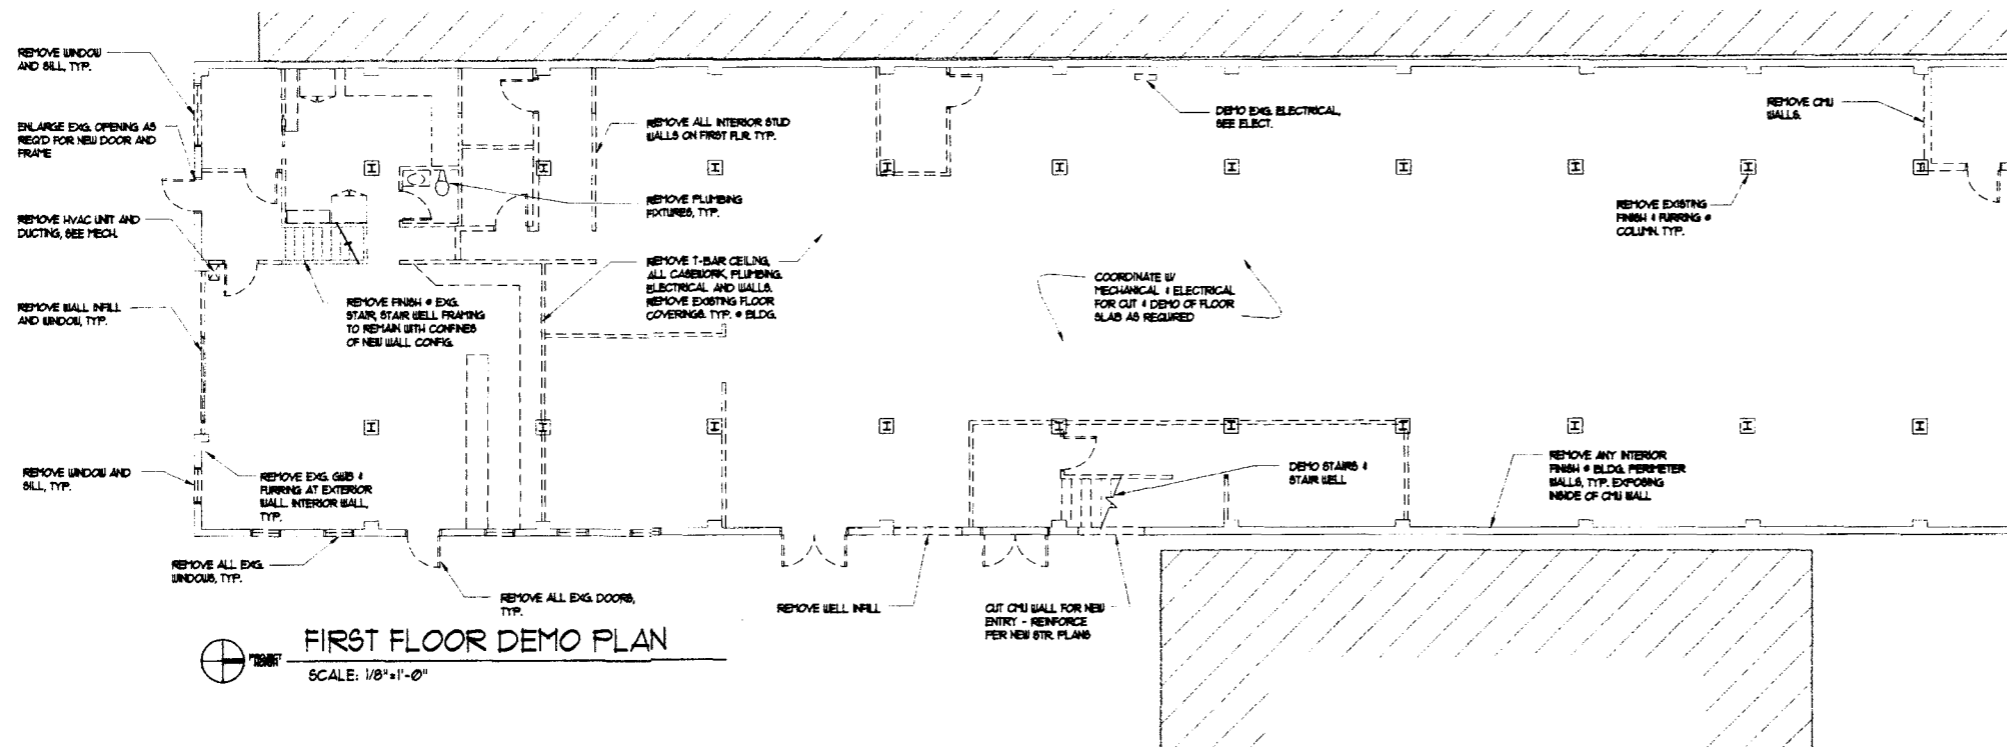 REMOVE WINDOW
AND SILL, TYP.
ENLARGE EXG. OPENING AS
REQ'D FOR NEW DOOR AND
FRAME
REMOVE HVAC UNIT AND
DUCTING, SEE MECH.
REMOVE WALL INFILL
AND WINDOW, TYP.
REMOVE WINDOW AND
SILL, TYP.
REMOVE EXG. GWB &
FURRING AT EXTERIOR
WALL. INTERIOR WALL,
TYP.
REMOVE ALL EXG.
WINDOWS, TYP.
REMOVE FINISH @ EXG.
STAIR, STAIR WELL FRAMING
TO REMAIN WITH CONFINES
OF NEW WALL CONFIG.
REMOVE ALL EXG. DOORS,
TYP.
REMOVE ALL INTERIOR STUD
WALLS ON FIRST FLR. TYP.
REMOVE PLUMBING
FIXTURES, TYP.
REMOVE T-BAR CEILING,
ALL CASEWORK, PLUMBING.
ELECTRICAL AND WALLS.
REMOVE EXISTING FLOOR
COVERINGS. TYP. @ BLDG.
REMOVE WELL INFILL
DEMO EXG. ELECTRICAL,
SEE ELECT.
COORDINATE W/
MECHANICAL & ELECTRICAL
FOR CUT & DEMO OF FLOOR
SLAB AS REQUIRED
DEMO STAIRS &
STAIR WELL
CUT CMU WALL FOR NEW
ENTRY - REINFORCE
PER NEW STR. PLANS
REMOVE CMU
WALLS.
REMOVE EXISTING
FINISH & FURRING @
COLUMN. TYP.
REMOVE ANY INTERIOR
FINISH @ BLDG. PERIMETER
WALLS, TYP. EXPOSING
INSIDE OF CMU WALL
PROJECT
NORTH
FIRST FLOOR DEMO PLAN
SCALE: 1/8"=1'-0"